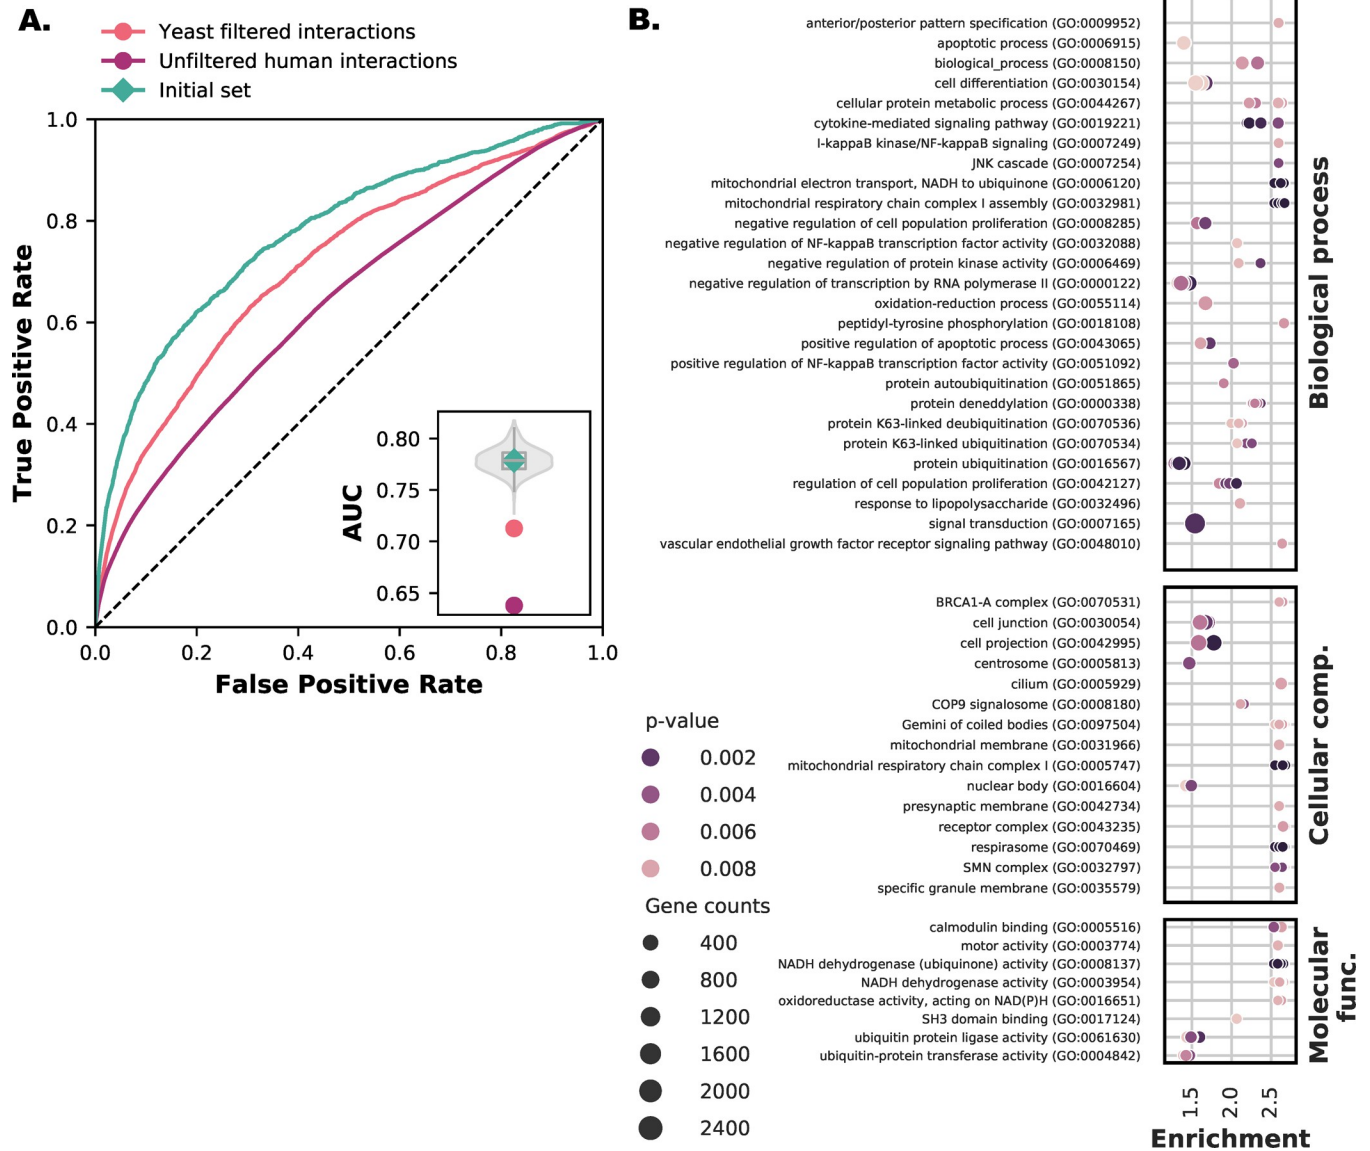 A.
Yeast filtered interactions
Unfiltered human interactions
Initial set
1.0
0.8
0.6
0.4
0.2
0.0
True Positive Rate
0.0 0.2 0.4 0.6 0.8 1.0
False Positive Rate
0.80
0.75
0.70
0.65
AUC
B.
anterior/posterior pattern specification (GO:0009952)
apoptotic process (GO:0006915)
biological_process (GO:0008150)
cell differentiation (GO:0030154)
cellular protein metabolic process (GO:0044267)
cytokine-mediated signaling pathway (GO:0019221)
I-kappaB kinase/NF-kappaB signaling (GO:0007249)
JNK cascade (GO:0007254)
mitochondrial electron transport, NADH to ubiquinone (GO:0006120)
mitochondrial respiratory chain complex I assembly (GO:0032981)
negative regulation of cell population proliferation (GO:0008285)
negative regulation of NF-kappaB transcription factor activity (GO:0032088)
negative regulation of protein kinase activity (GO:0006469)
negative regulation of transcription by RNA polymerase II (GO:0000122)
oxidation-reduction process (GO:0055114)
peptidyl-tyrosine phosphorylation (GO:0018108)
positive regulation of apoptotic process (GO:0043065)
positive regulation of NF-kappaB transcription factor activity (GO:0051092)
protein autoubiquitination (GO:0051865)
protein deneddylation (GO:0000338)
protein K63-linked deubiquitination (GO:0070536)
protein K63-linked ubiquitination (GO:0070534)
protein ubiquitination (GO:0016567)
regulation of cell population proliferation (GO:0042127)
response to lipopolysaccharide (GO:0032496)
signal transduction (GO:0007165)
vascular endothelial growth factor receptor signaling pathway (GO:0048010)
Biological process
BRCA1-A complex (GO:0070531)
cell junction (GO:0030054)
cell projection (GO:0042995)
centrosome (GO:0005813)
cilium (GO:0005929)
COP9 signalosome (GO:0008180)
Gemini of coiled bodies (GO:0097504)
mitochondrial membrane (GO:0031966)
mitochondrial respiratory chain complex I (GO:0005747)
nuclear body (GO:0016604)
presynaptic membrane (GO:0042734)
receptor complex (GO:0043235)
respirasome (GO:0070469)
SMN complex (GO:0032797)
specific granule membrane (GO:0035579)
Cellular comp.
calmodulin binding (GO:0005516)
motor activity (GO:0003774)
NADH dehydrogenase (ubiquinone) activity (GO:0008137)
NADH dehydrogenase activity (GO:0003954)
oxidoreductase activity, acting on NAD(P)H (GO:0016651)
SH3 domain binding (GO:0017124)
ubiquitin protein ligase activity (GO:0061630)
ubiquitin-protein transferase activity (GO:0004842)
Molecular
func.
1.5 2.0 2.5
Enrichment
p-value
0.002
0.004
0.006
0.008
Gene counts
400
800
1200
1600
2000
2400